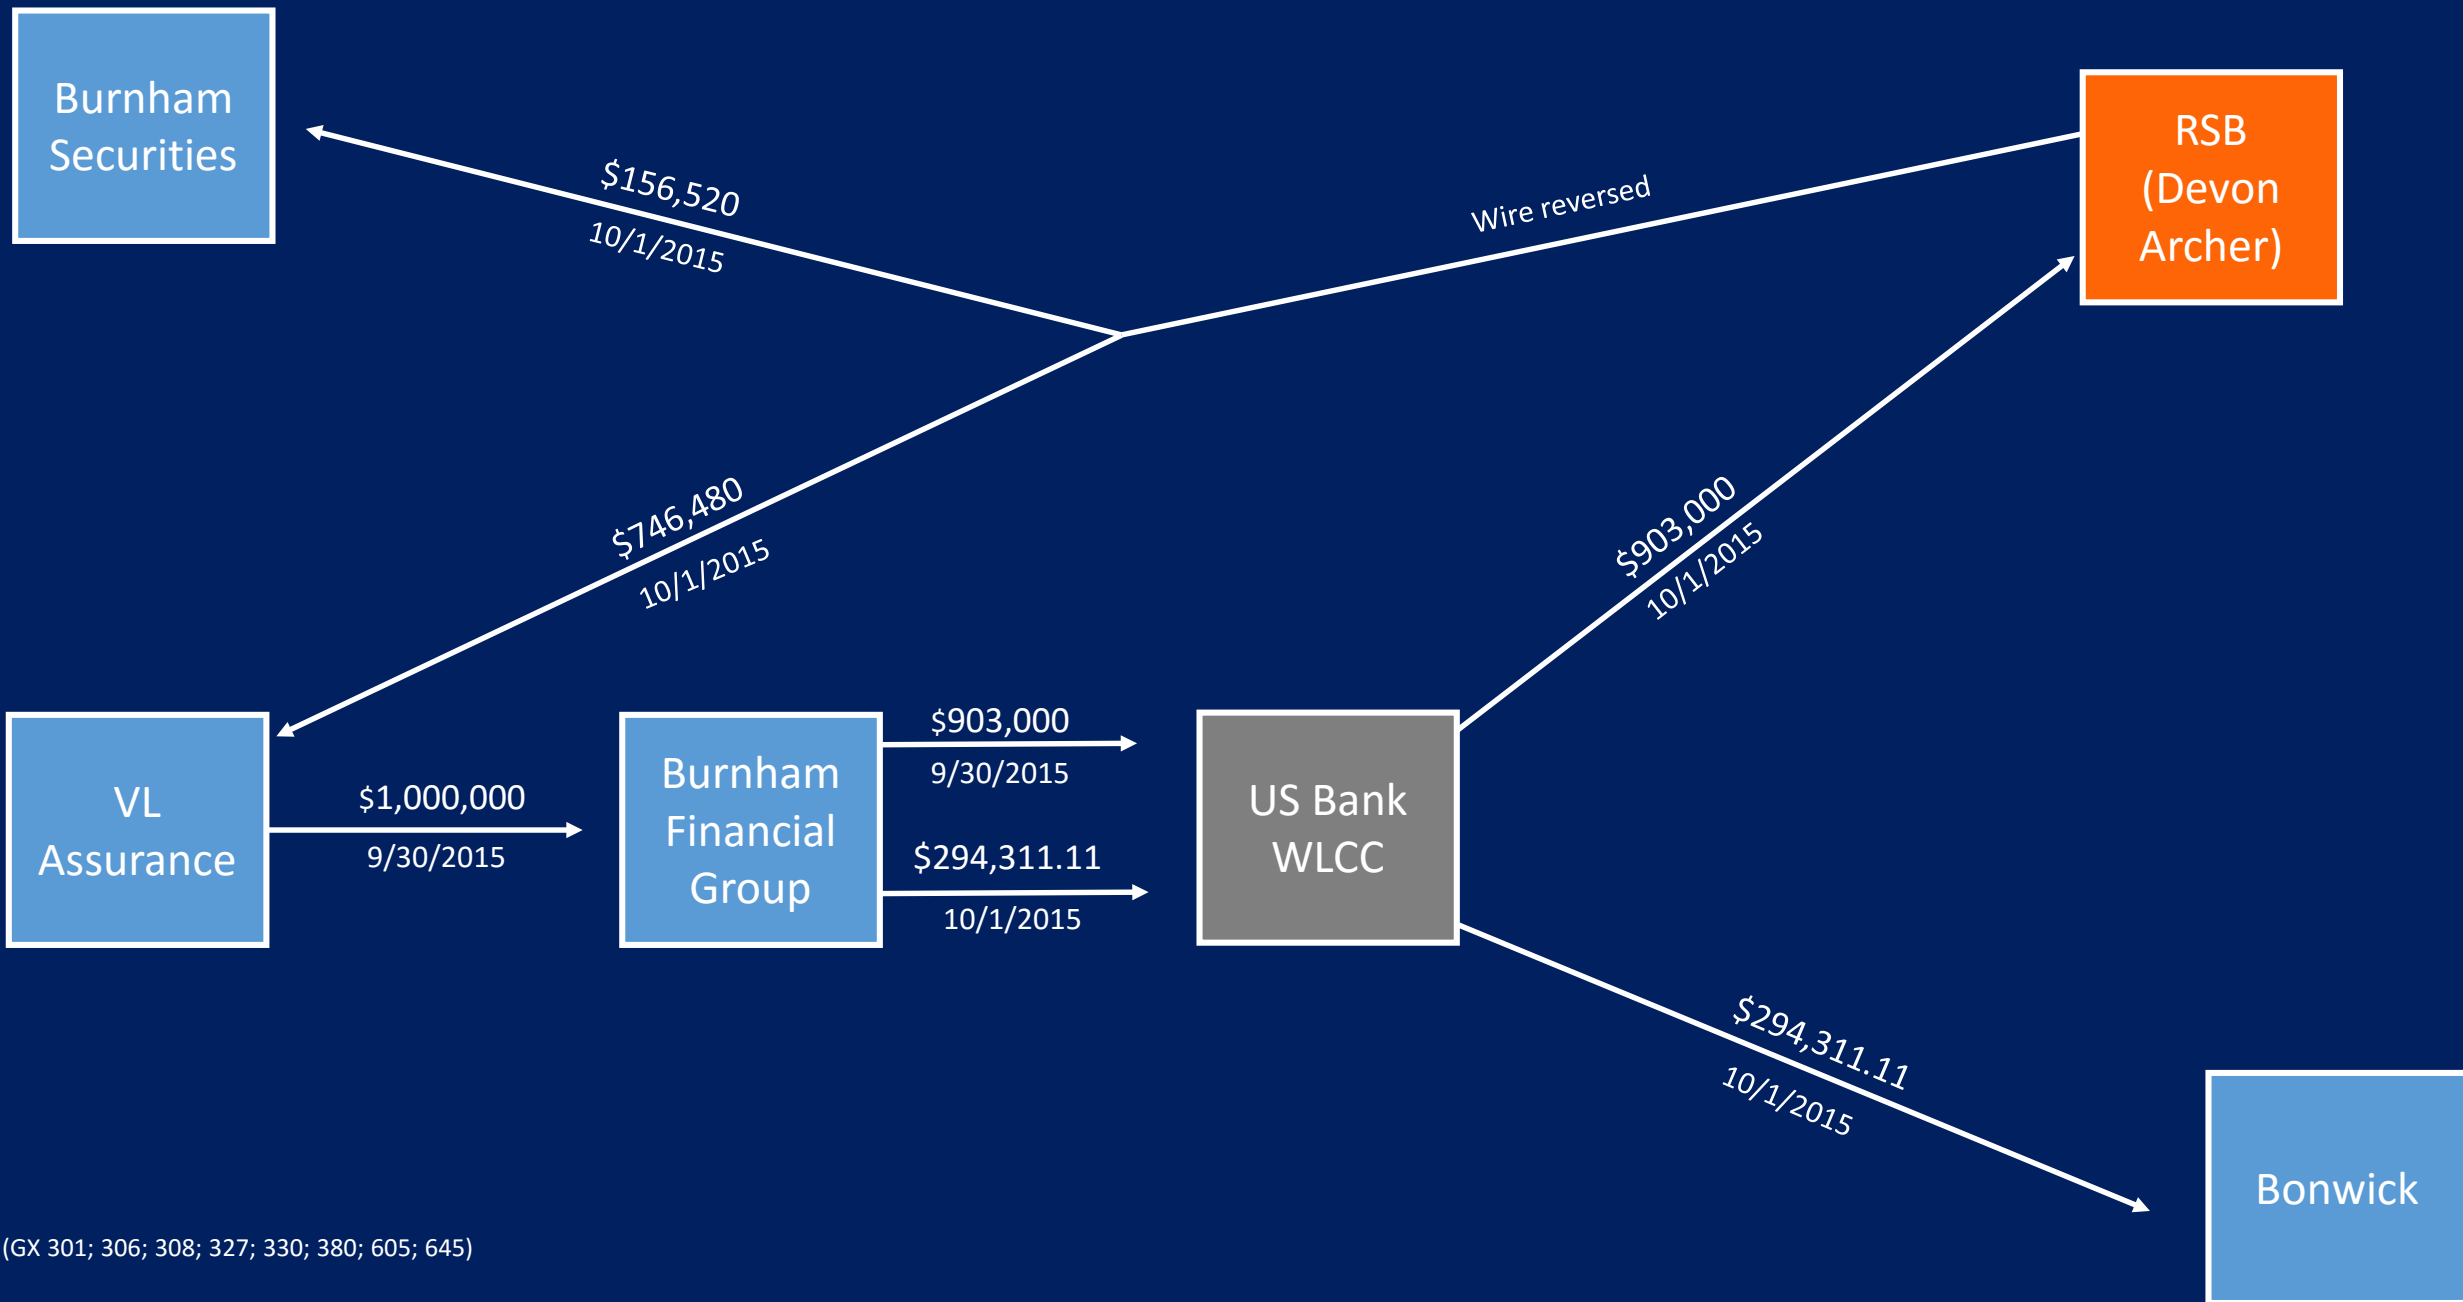 Burnham
Securities
$156,520
10/1/2015
Wire reversed
RSB
(Devon
Archer)
$746,480
10/1/2015
$903,000
10/1/2015
VL
Assurance
$1,000,000
9/30/2015
Burnham
Financial
Group
$903,000
9/30/2015
$294,311.11
10/1/2015
US Bank
WLCC
$294,311.11
10/1/2015
Bonwick
(GX 301; 306; 308; 327; 330; 380; 605; 645)